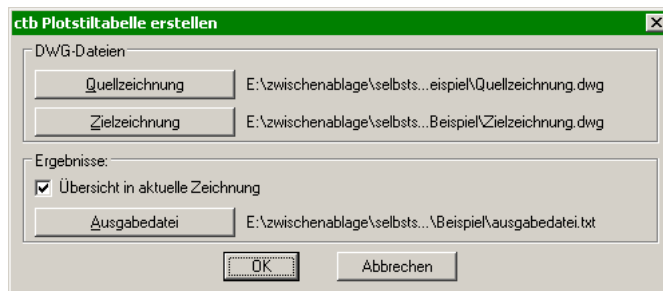 ctb Plotstiltabelle erstellen
DWG-Dateien
Quellzeichnung E:\zwischenablage\selbsts...eispiel\Quellzeichnung.dwg
Zielzeichnung E:\zwischenablage\selbsts...Beispiel\Zielzeichnung.dwg
Ergebnisse:
Übersicht in aktuelle Zeichnung
Ausgabedatei E:\zwischenablage\selbsts...\Beispiel\ausgabedatei.txt
OK Abbrechen